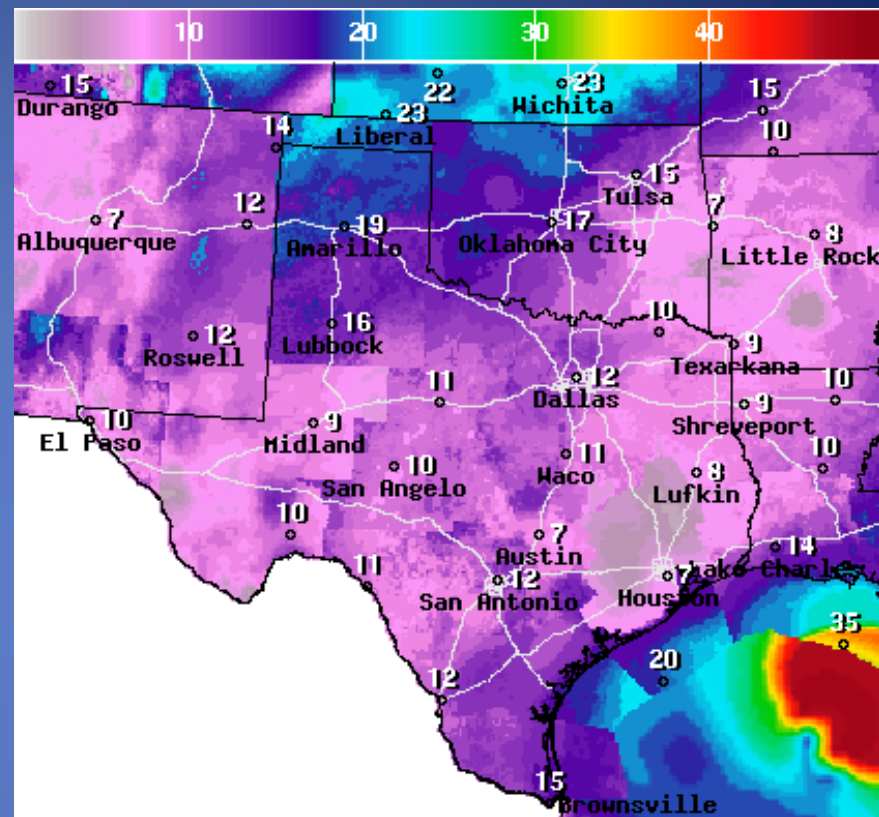 10 20 30 40
15 22 23 15
Durango Liberal 23 Wichita
14 10
12 15
7 Tulsa 7
Albuquerque 19 17 8
Amarillo Oklahoma City Little Rock
12 16 10
Roswell Lubbock 9
Texarkana
11 12 10
10 9 Dallas 9
El Paso Midland Shreveport
10 11 8 10
San Angelo Waco Lufkin
10 7
Austin 14
11 12 7 Lake Charles
San Antonio Houston
35
20
12
15
Brownsville